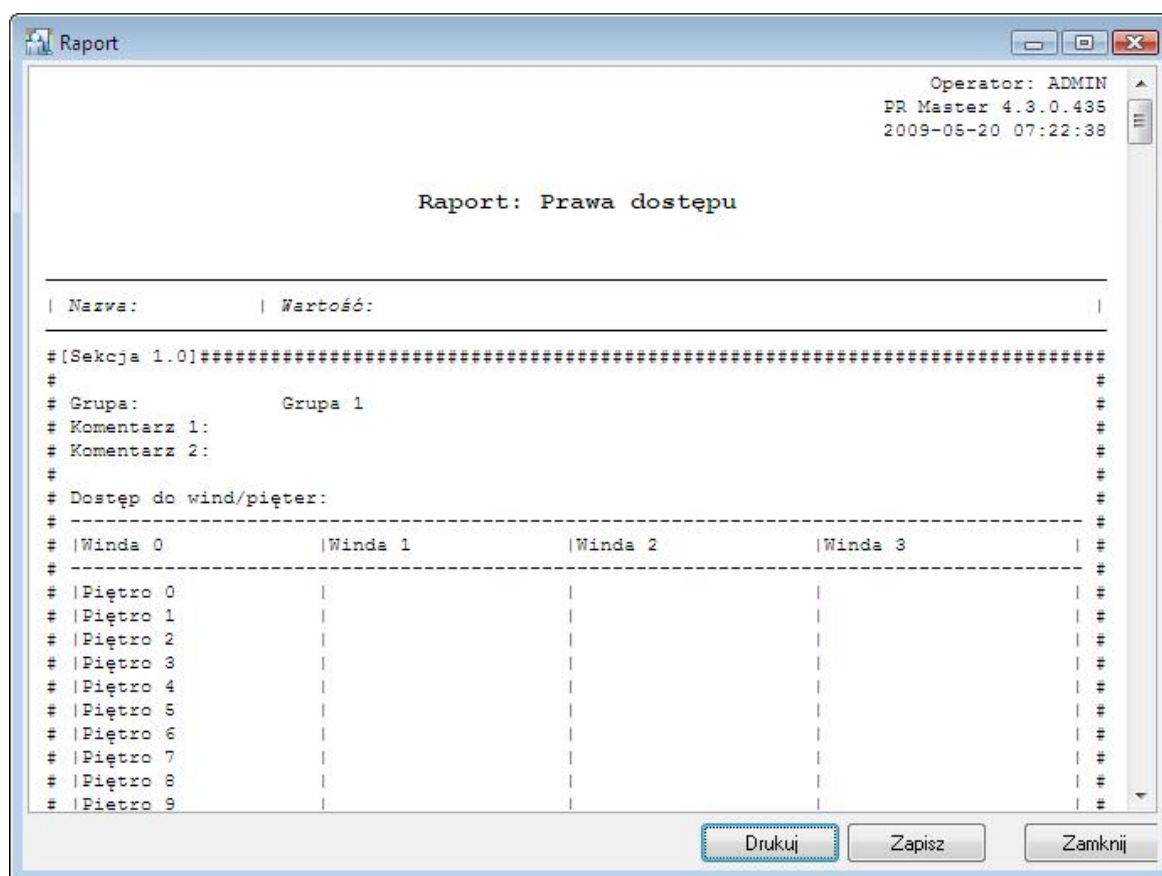 Raport
Operator: ADMIN
PR Master 4.3.0.435
2009-05-20 07:22:38
Raport: Prawa dostępu
| Nazwa: | Wartość: |
#[Sekcja 1.0]#############################################################################
# #
# Grupa: Grupa 1 #
# Komentarz 1: #
# Komentarz 2: #
# #
# Dostęp do wind/pięter: #
# -------------------------------------------------------------------------------------- #
# |Winda 0 |Winda 1 |Winda 2 |Winda 3 | #
# -------------------------------------------------------------------------------------- #
# |Piętro 0 | | | | #
# |Piętro 1 | | | | #
# |Piętro 2 | | | | #
# |Piętro 3 | | | | #
# |Piętro 4 | | | | #
# |Piętro 5 | | | | #
# |Piętro 6 | | | | #
# |Piętro 7 | | | | #
# |Piętro 8 | | | | #
# |Piętro 9 | | | | #
Drukuj Zapisz Zamknij